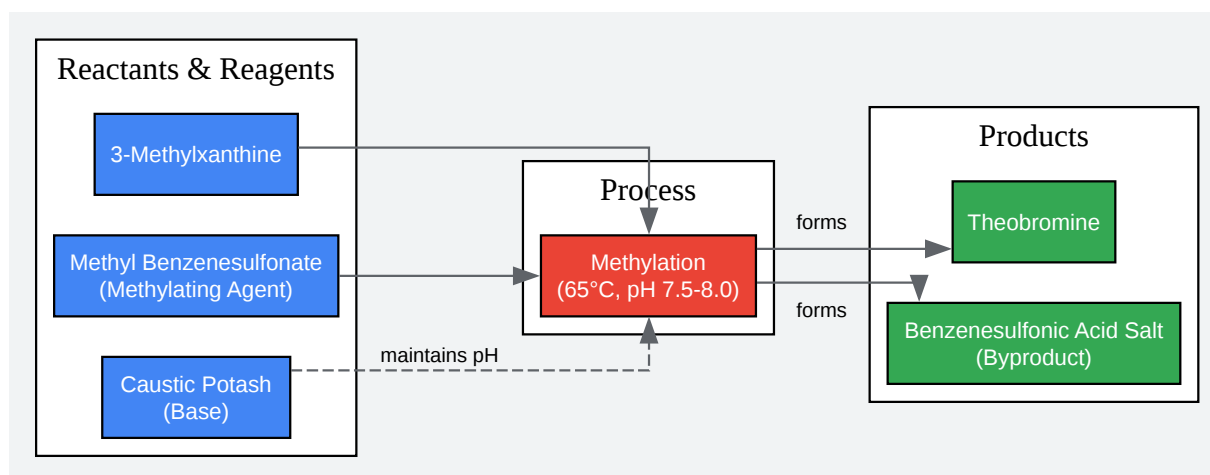 Reactants & Reagents
3-Methylxanthine
Methyl Benzenesulfonate
(Methylating Agent)
Caustic Potash
(Base)
maintains pH
Process
Methylation
(65°C, pH 7.5-8.0)
forms
forms
Products
Theobromine
Benzenesulfonic Acid Salt
(Byproduct)